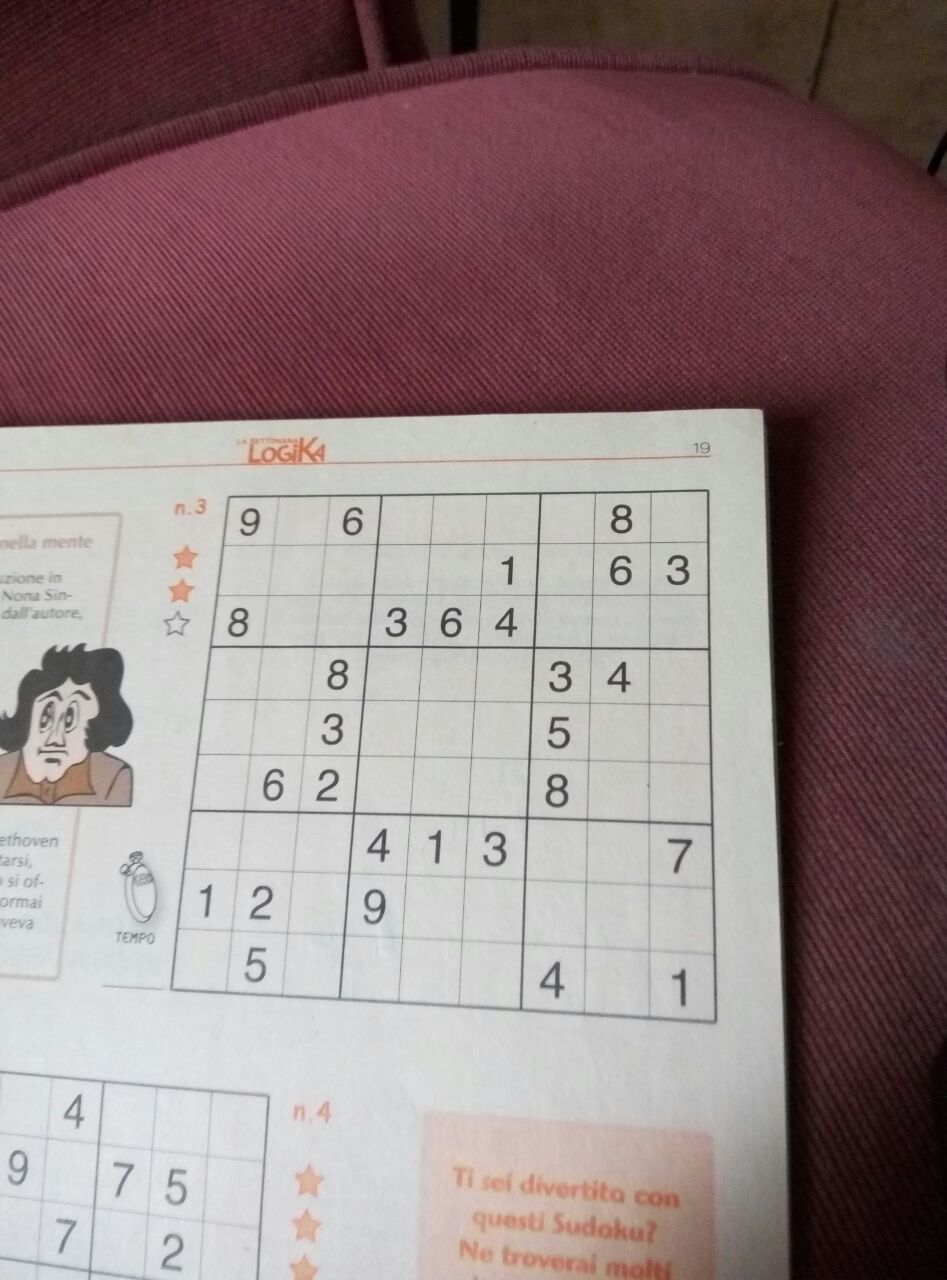 LA SETTIMANA
LOGIKA
19
nella mente
uzione in
Nona Sin-
dall'autore,
n.3
9 6 8
1 6 3
8 3 6 4
8 3 4
3 5
6 2 8
4 1 3 7
1 2 9
5 4 1
ethoven
tarsi,
o si of-
ormai
veva
TEMPO
4
9 7 5
7 2
n.4
Ti sei divertito con
questi Sudoku?
Ne troverai molti